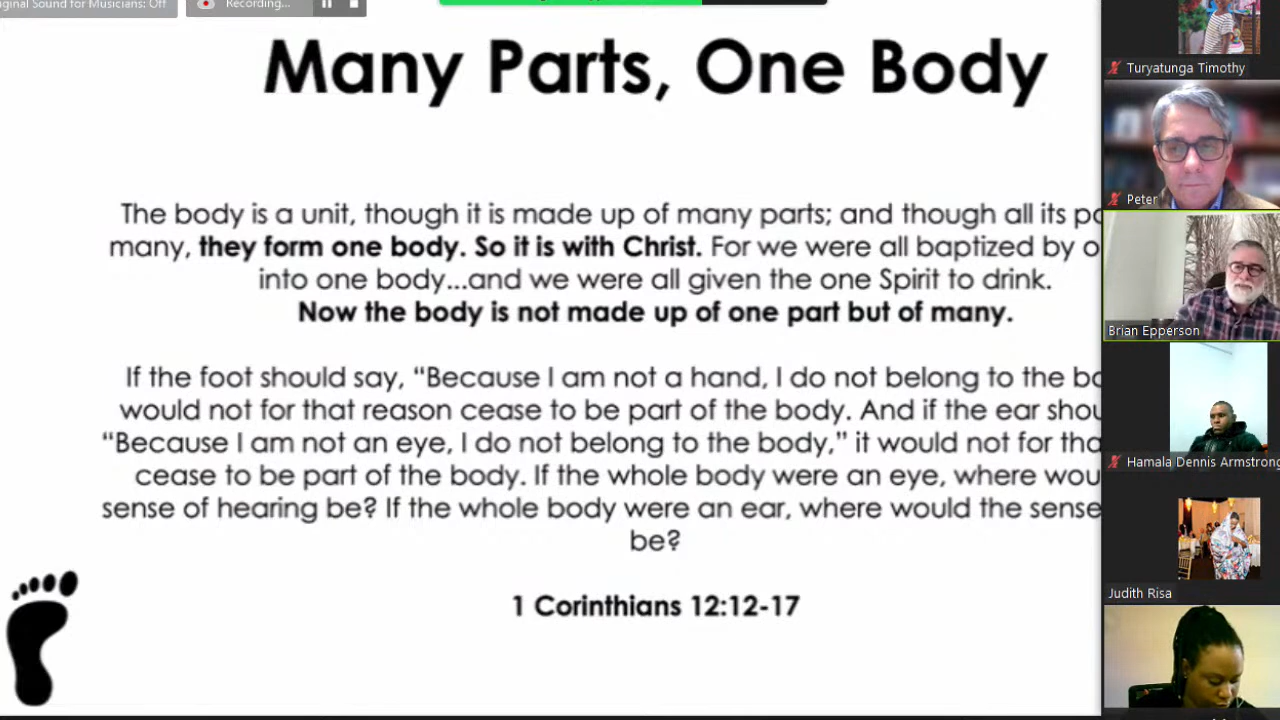 ginal Sound for Musicians: Off
Recording...
Many Parts, One Body
The body is a unit, though it is made up of many parts; and though all its
many, they form one body. So it is with Christ. For we were all baptized by
into one body...and we were all given the one Spirit to drink.
Now the body is not made up of one part but of many.
If the foot should say, “Because I am not a hand, I do not belong to the
would not for that reason cease to be part of the body. And if the ear
“Because I am not an eye, I do not belong to the body,” it would not for
cease to be part of the body. If the whole body were an eye, where
sense of hearing be? If the whole body were an ear, where would the sense
be?
1 Corinthians 12:12-17
Turyatunga Timothy
Peter
Brian Epperson
Hamala Dennis Armstrong
Judith Risa